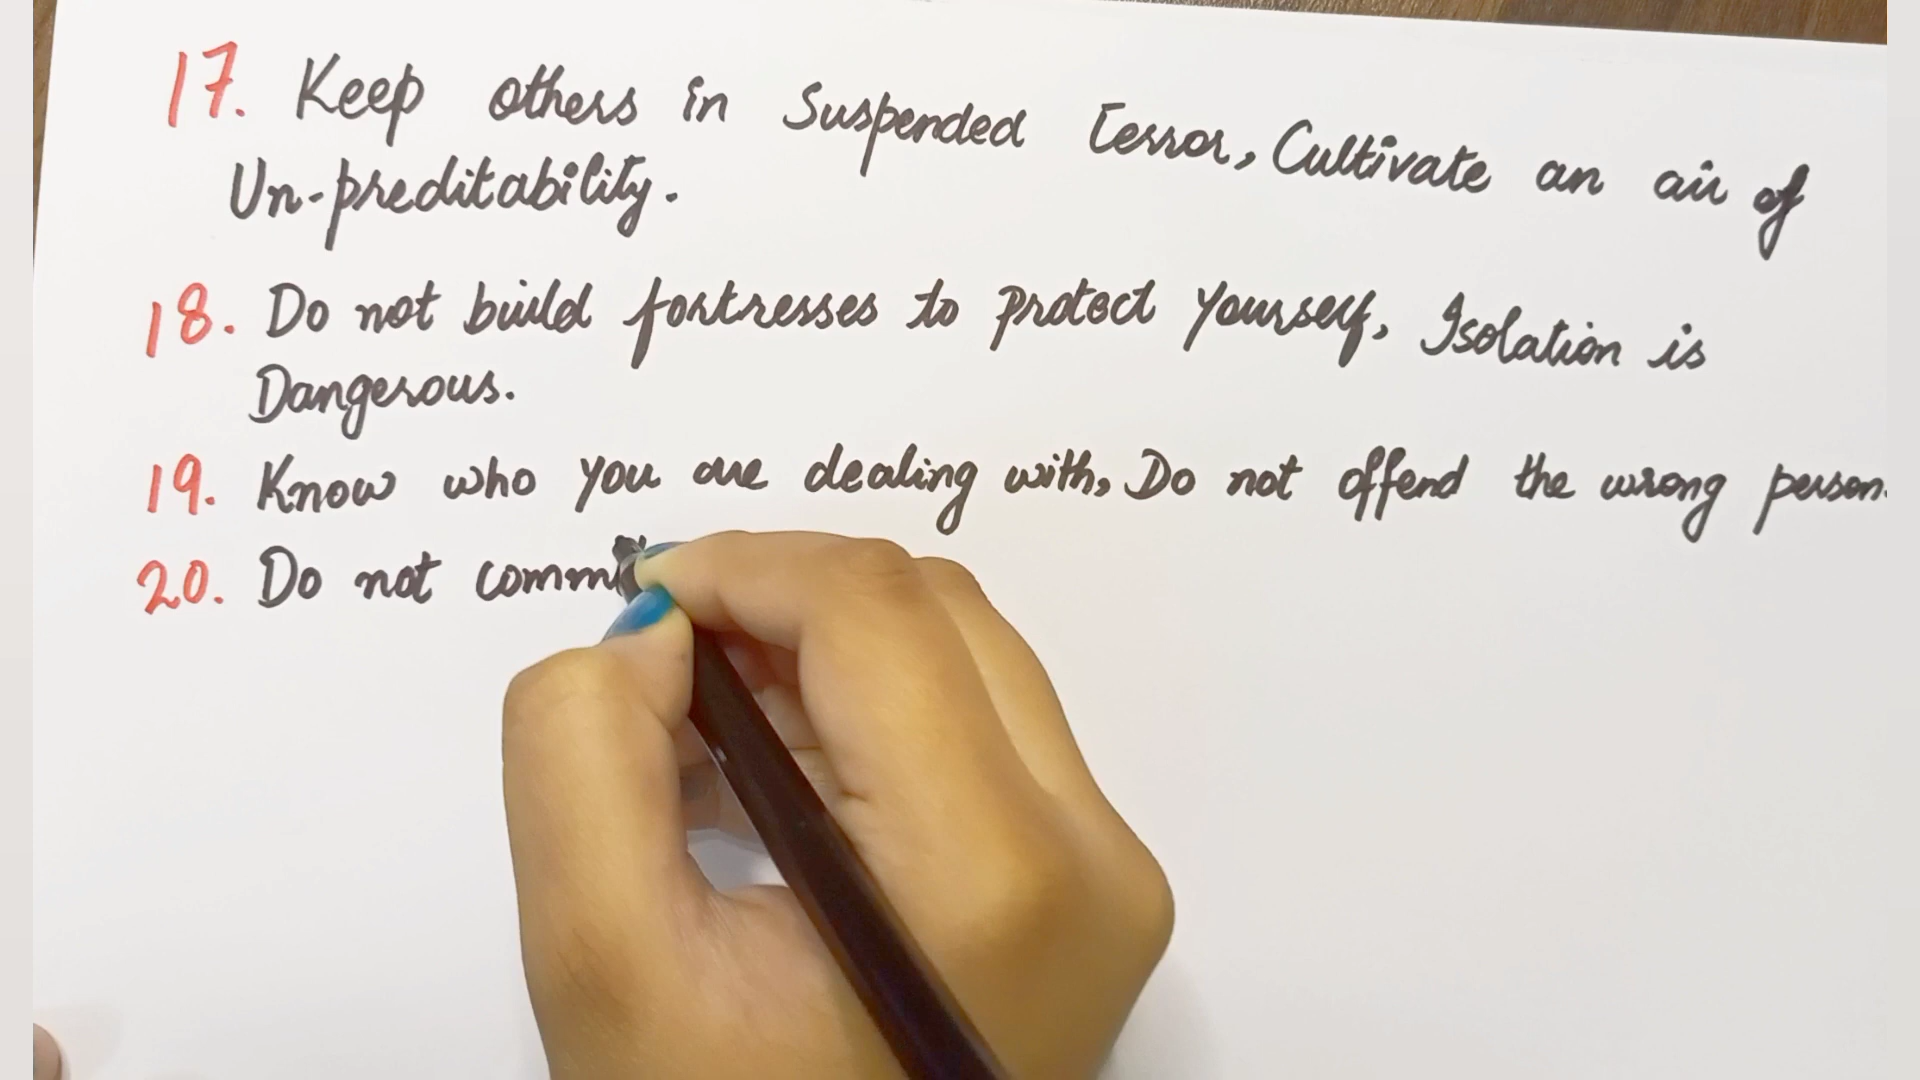 17. Keep others in Suspended Terror, Cultivate an air of
Un-preditability.
18. Do not build fortresses to protect yourself, Isolation is
Dangerous.
19. Know who you are dealing with, Do not offend the wrong person.
20. Do not comm